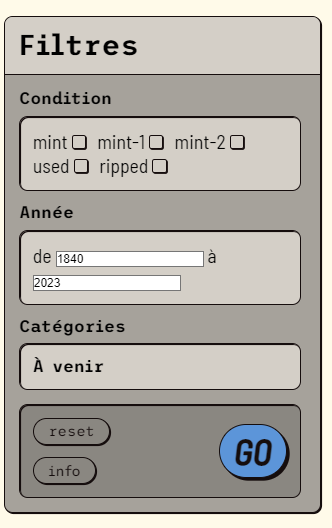 Filtres
Condition
mint mint-1 mint-2
used ripped
Année
de 1840 à
2023
Catégories
À venir
reset
GO
info